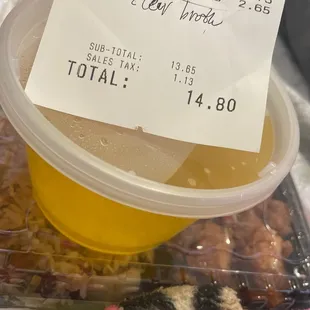 2.65
clear broth
SUB-TOTAL: 13.65
SALES TAX: 1.13
TOTAL: 14.80